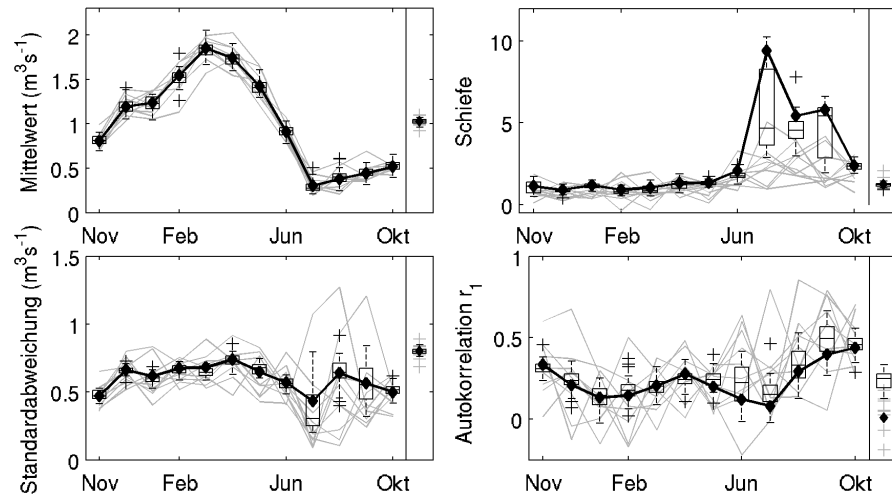 Mittelwert (m³s⁻¹)
2
1.5
1
0.5
0
Nov
Feb
Jun
Okt
Schiefe
10
5
0
Nov
Feb
Jun
Okt
Standardabweichung (m³s⁻¹)
1.5
1
0.5
0
Nov
Feb
Jun
Okt
Autokorrelation r₁
1
0.5
0
Nov
Feb
Jun
Okt